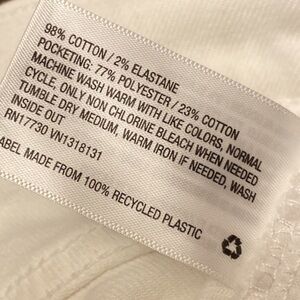 98% COTTON / 2% ELASTANE
POCKETING: 77% POLYESTER / 23% COTTON
MACHINE WASH WARM WITH LIKE COLORS, NORMAL
CYCLE, ONLY NON CHLORINE BLEACH WHEN NEEDED
TUMBLE DRY MEDIUM, WARM IRON IF NEEDED, WASH
INSIDE OUT
RN17730 VN1318131
LABEL MADE FROM 100% RECYCLED PLASTIC